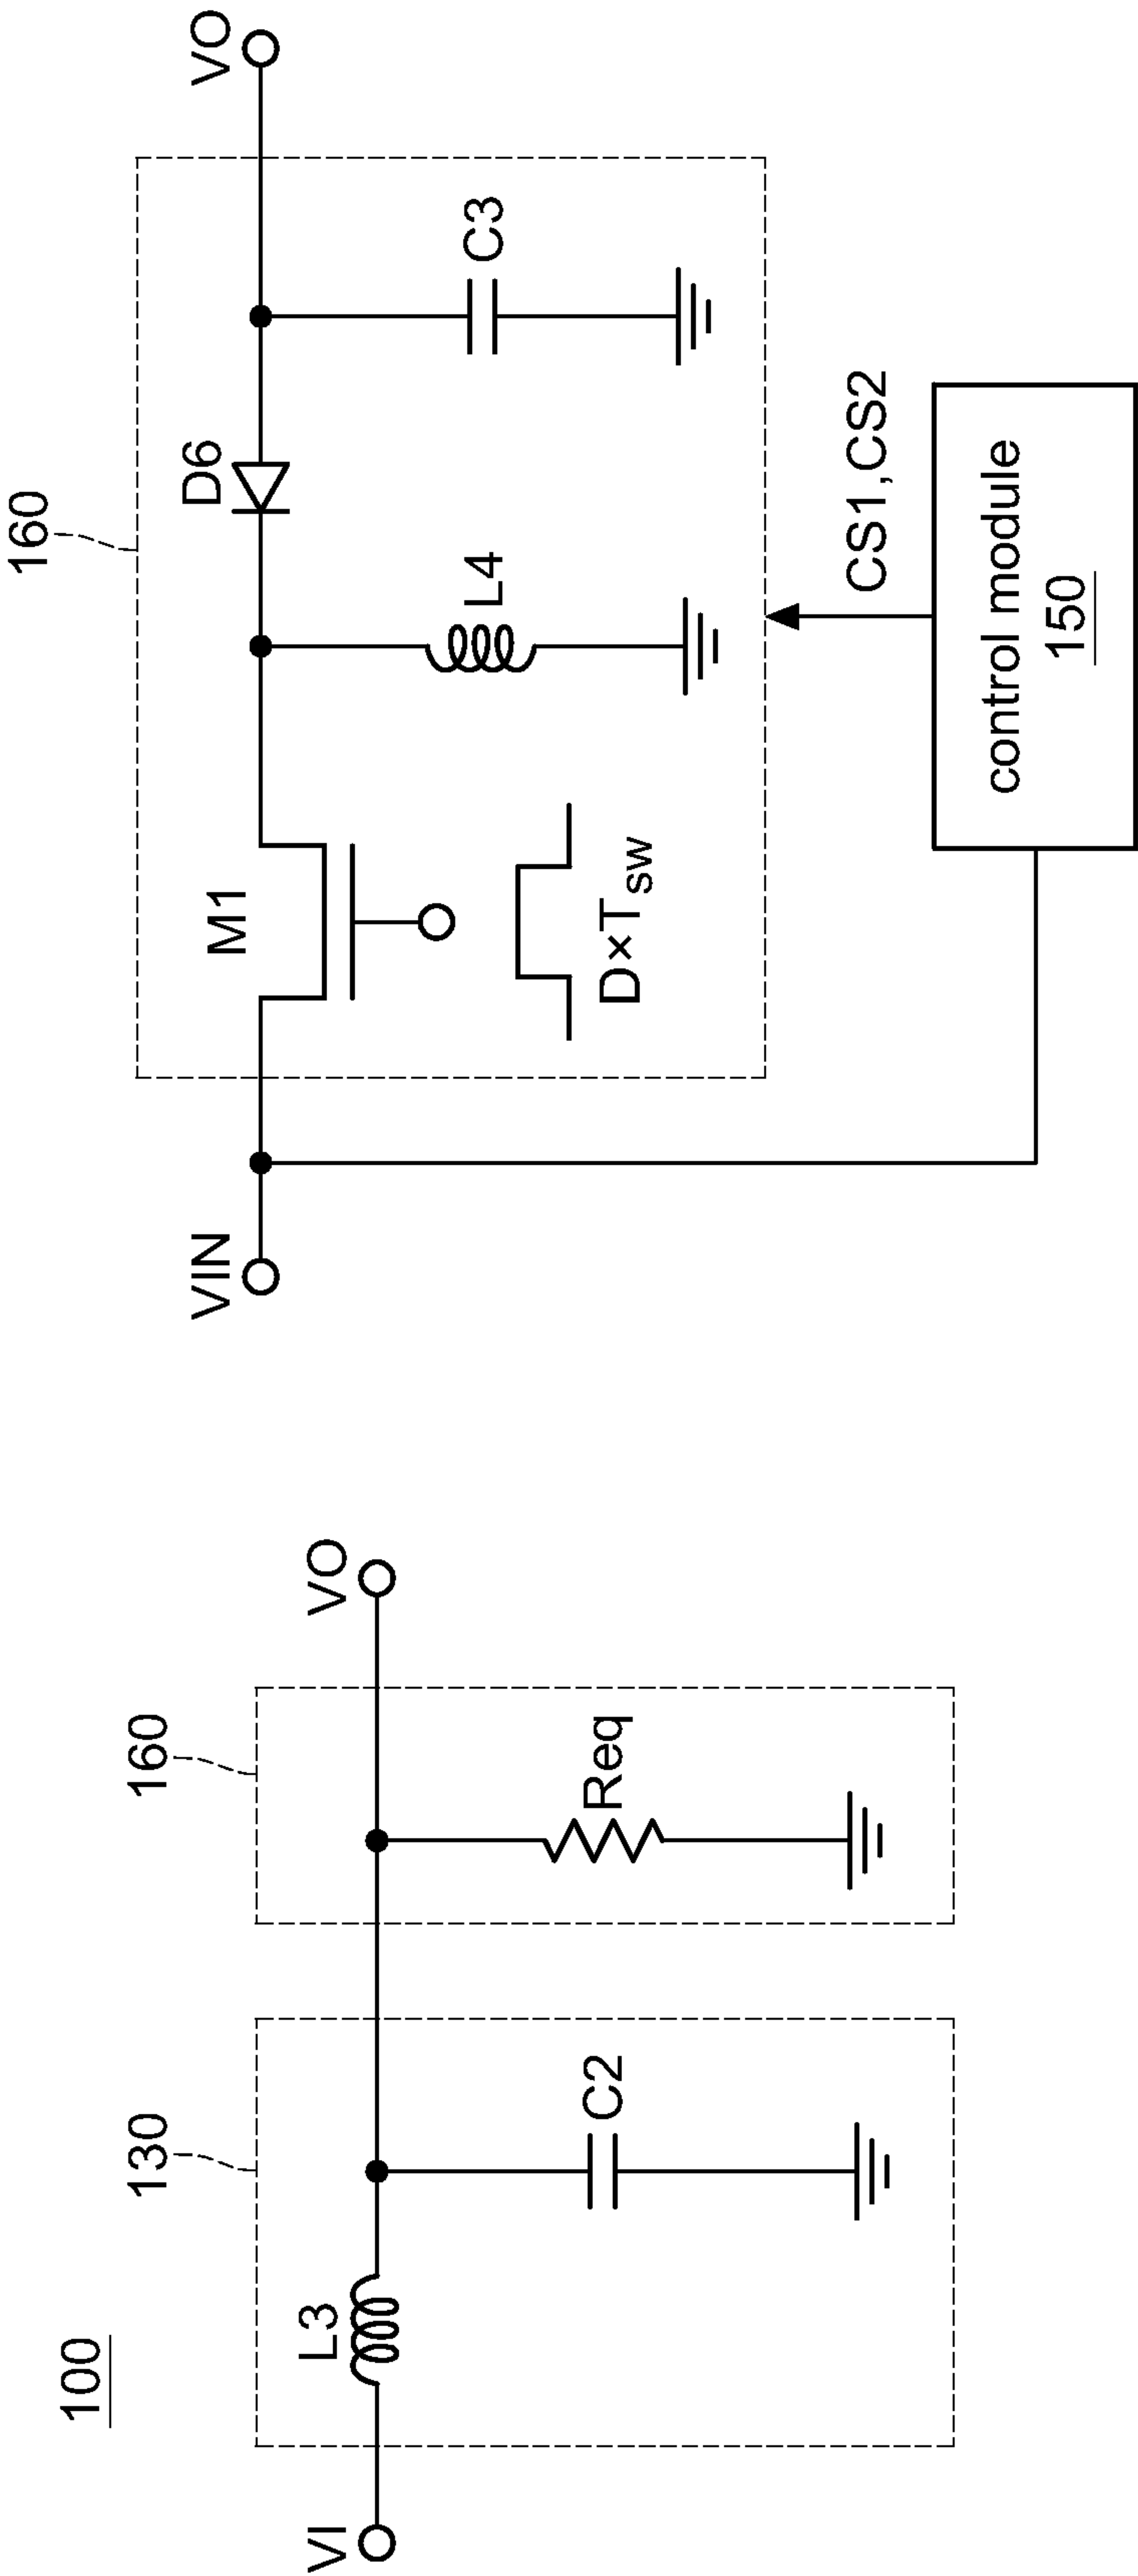 100
VI
L3
130
C2
160
Req
VO
VIN
M1
D×Tsw
160
L4
D6
C3
VO
CS1,CS2
control module
150